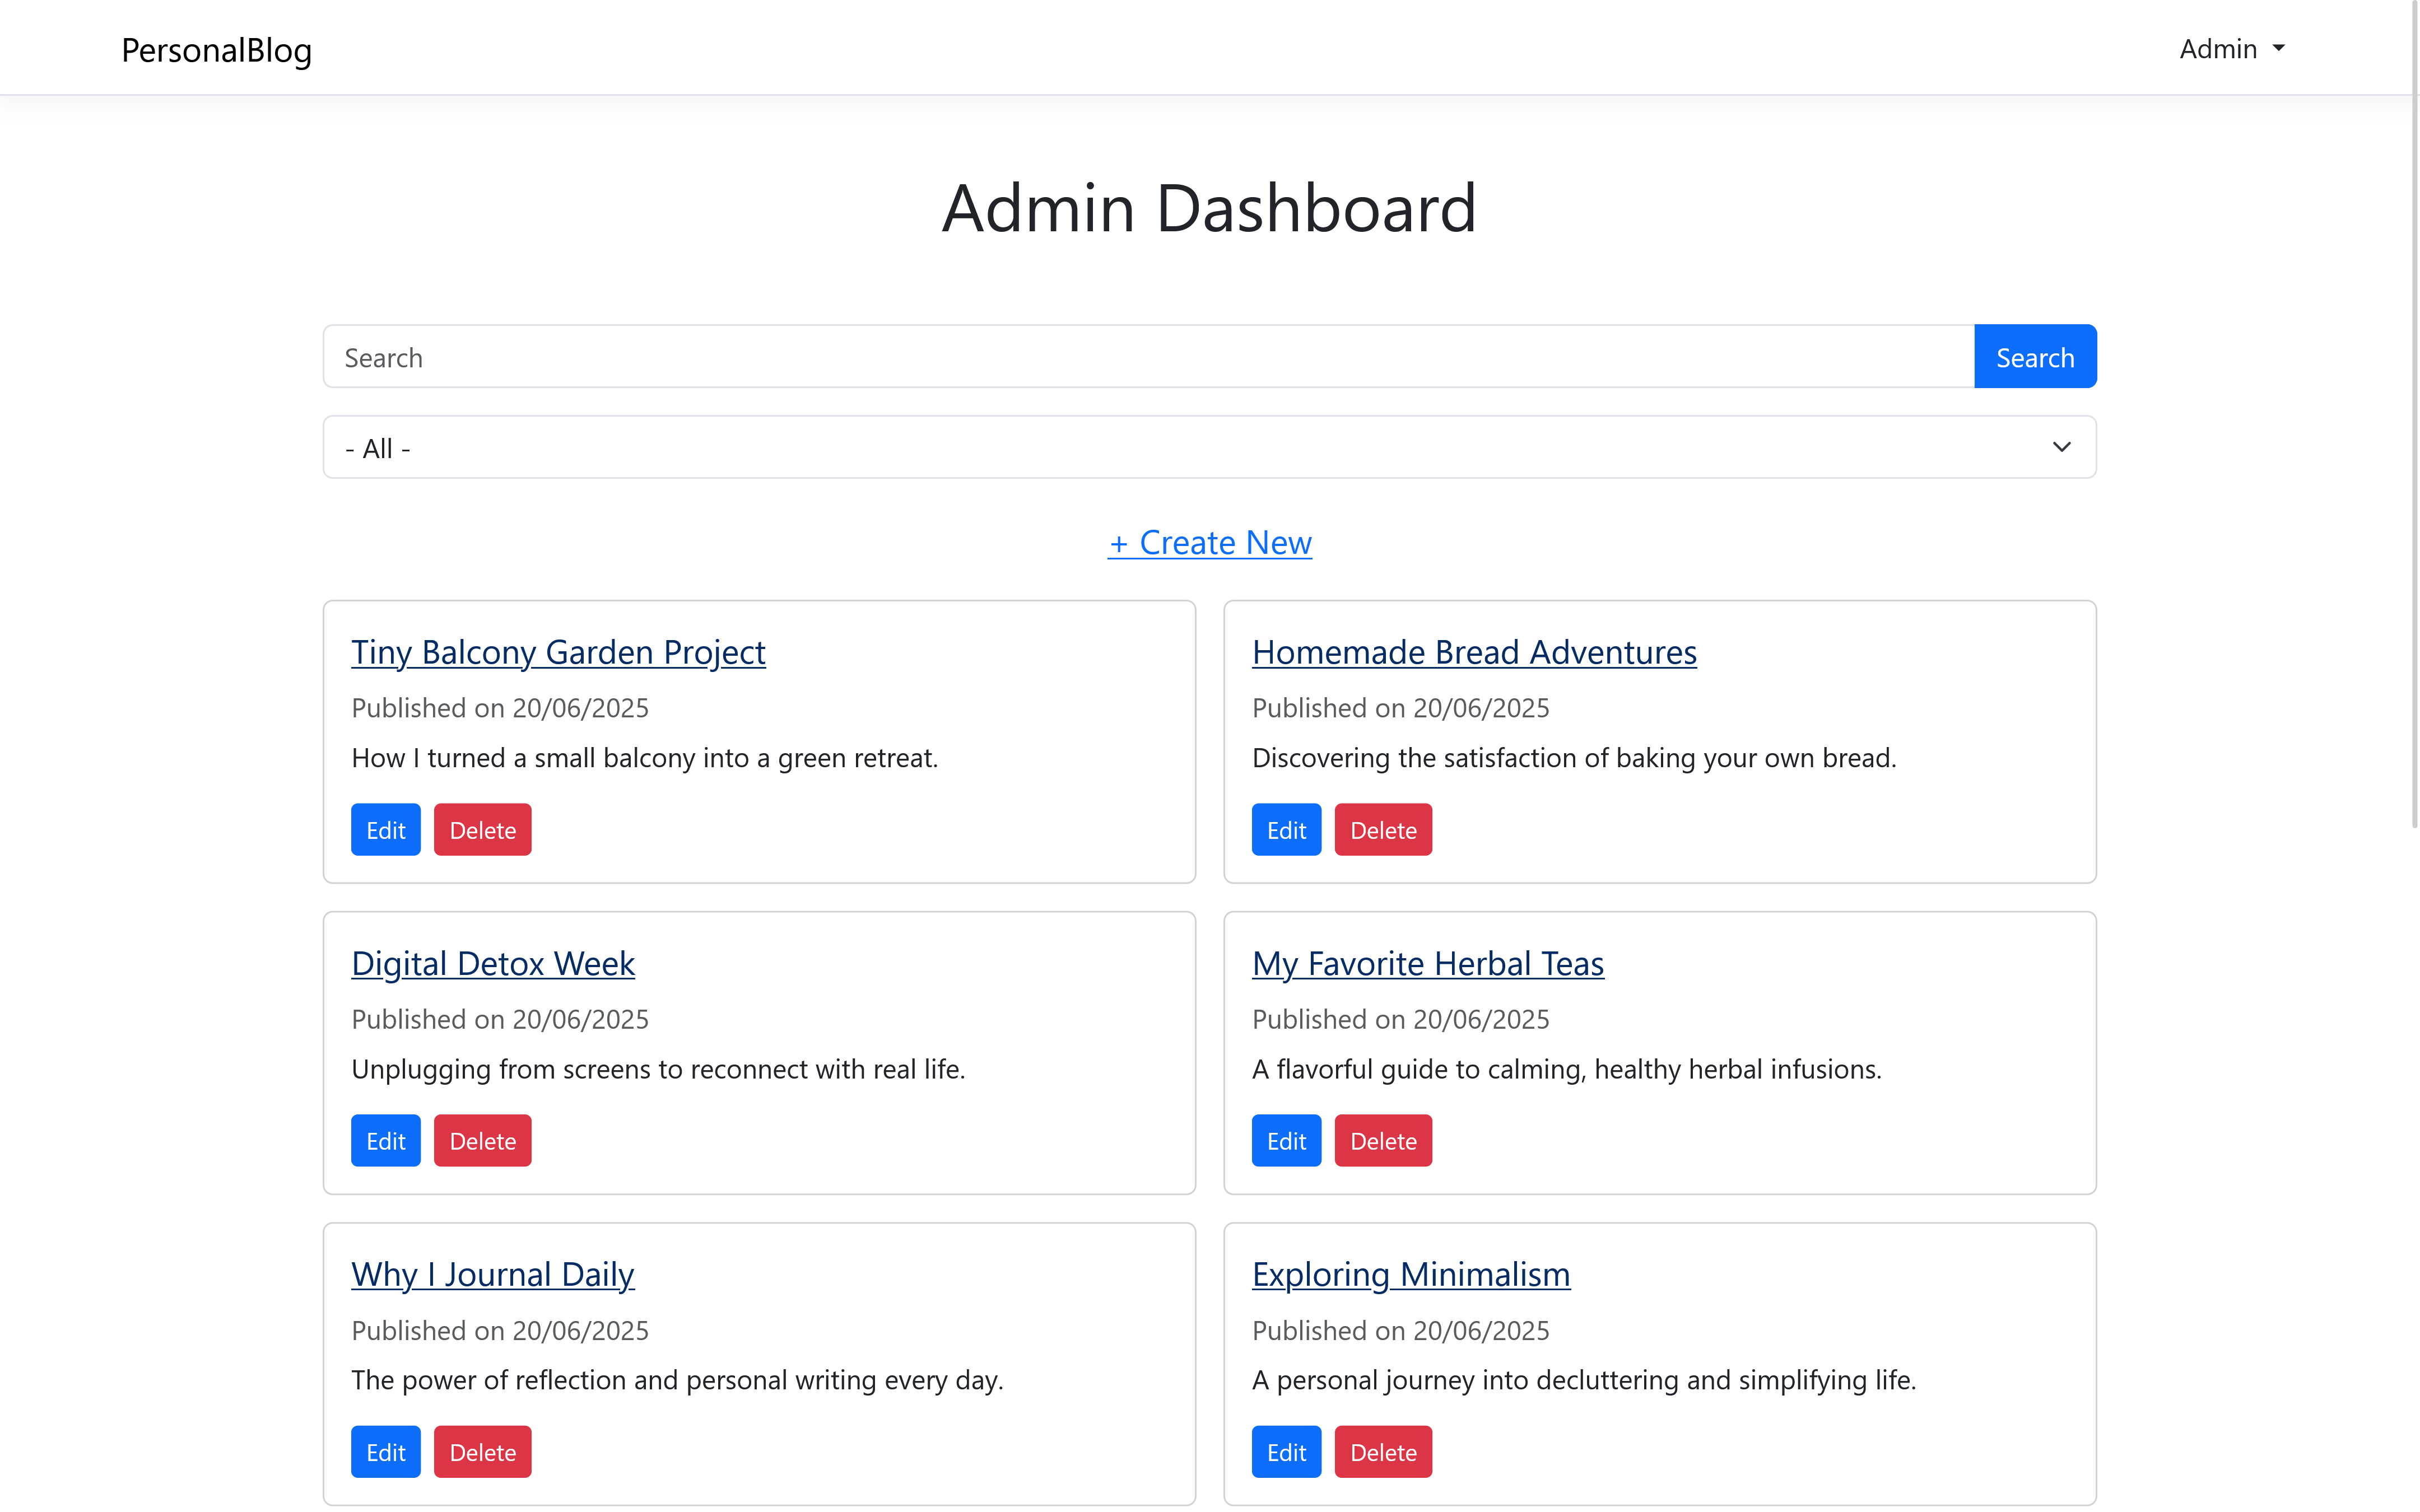 PersonalBlog
Admin
Admin Dashboard
Search
Search
- All -
+ Create New
Tiny Balcony Garden Project
Published on 20/06/2025
How I turned a small balcony into a green retreat.
Edit
Delete
Homemade Bread Adventures
Published on 20/06/2025
Discovering the satisfaction of baking your own bread.
Edit
Delete
Digital Detox Week
Published on 20/06/2025
Unplugging from screens to reconnect with real life.
Edit
Delete
My Favorite Herbal Teas
Published on 20/06/2025
A flavorful guide to calming, healthy herbal infusions.
Edit
Delete
Why I Journal Daily
Published on 20/06/2025
The power of reflection and personal writing every day.
Edit
Delete
Exploring Minimalism
Published on 20/06/2025
A personal journey into decluttering and simplifying life.
Edit
Delete